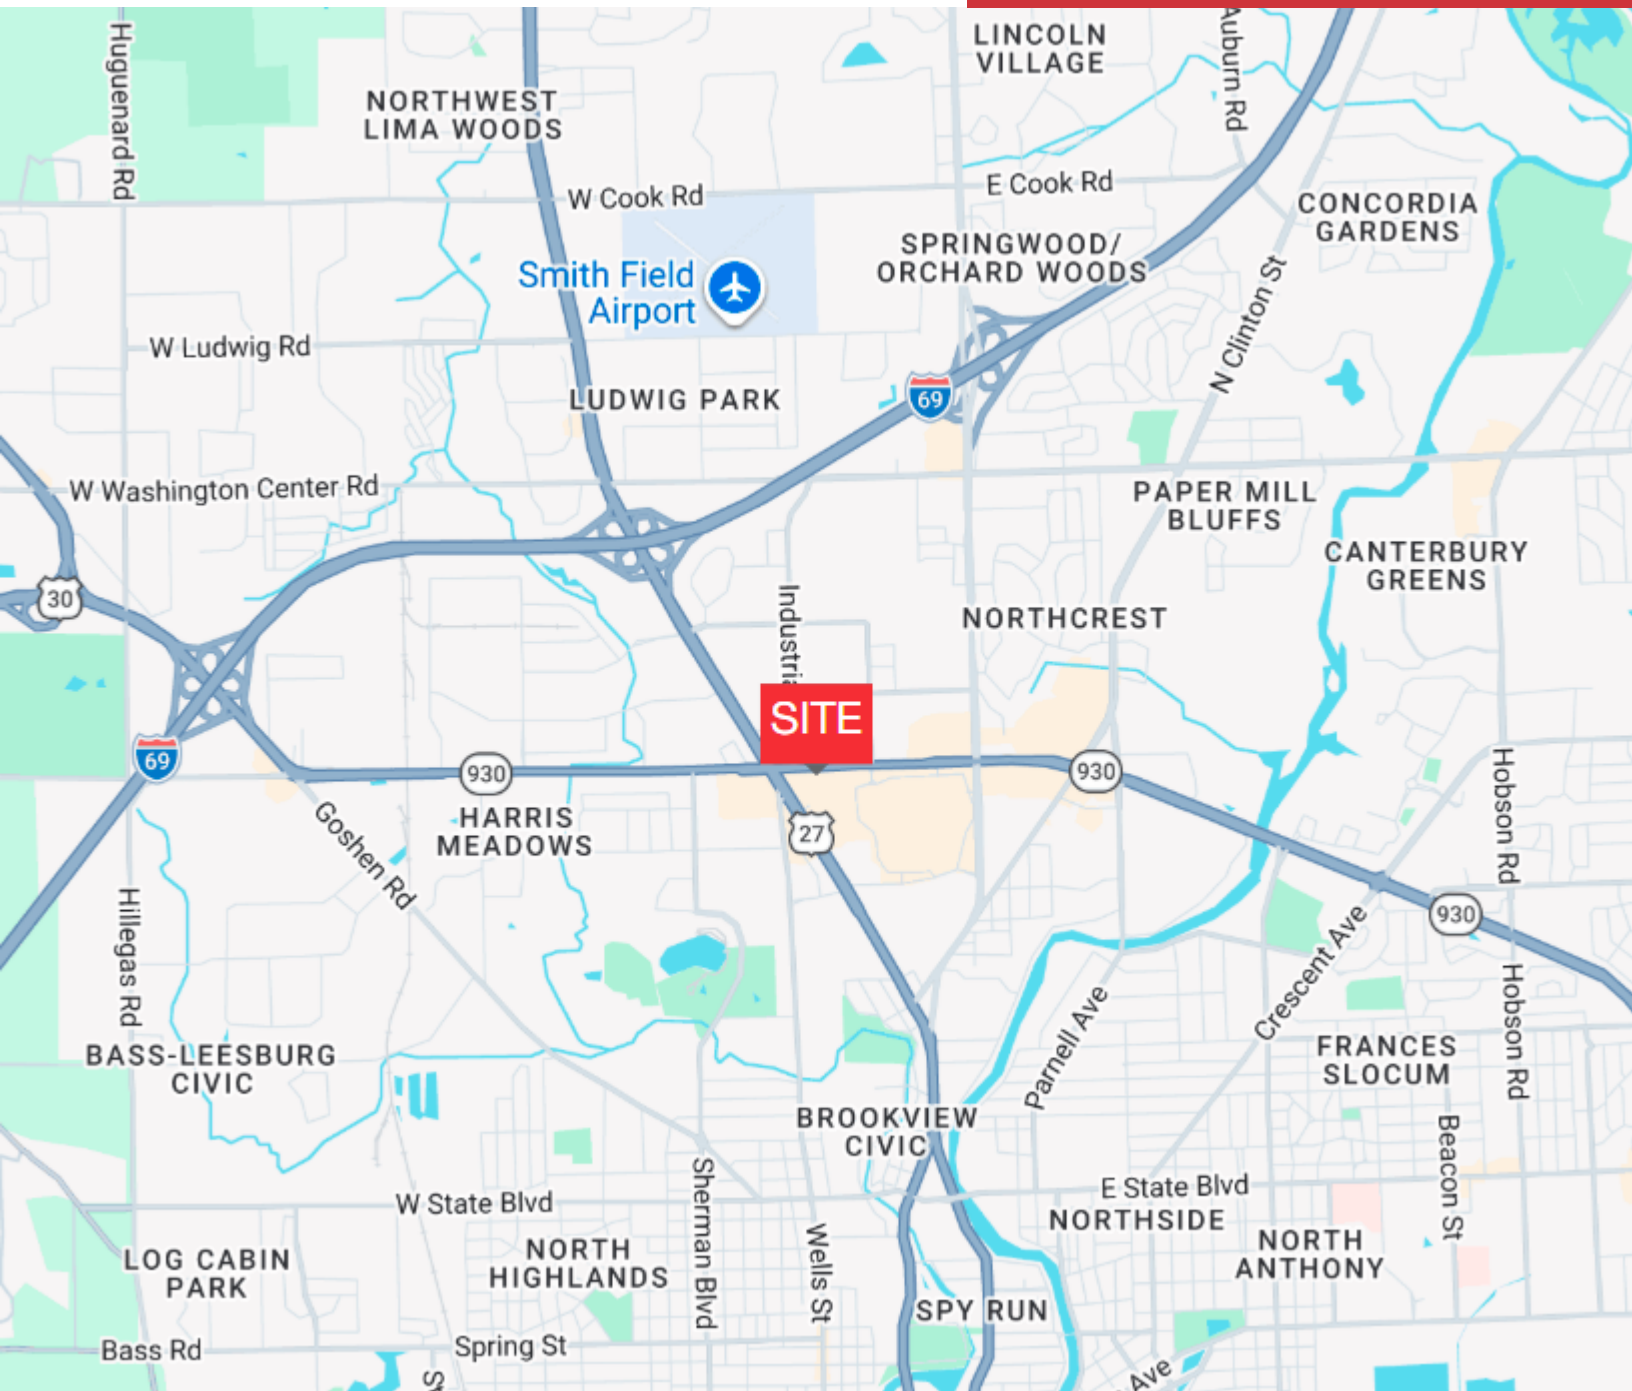 Huguenard Rd
NORTHWEST
LIMA WOODS
LINCOLN
VILLAGE
Auburn Rd
W Cook Rd
E Cook Rd
CONCORDIA
GARDENS
SPRINGWOOD/
ORCHARD WOODS
Smith Field
Airport
N Clinton St
W Ludwig Rd
LUDWIG PARK
69
W Washington Center Rd
PAPER MILL
BLUFFS
CANTERBURY
GREENS
30
Industria
NORTHCREST
SITE
69
930
930
Hobson Rd
HARRIS
MEADOWS
27
Goshen Rd
Hillegas Rd
930
Crescent Ave
Hobson Rd
Parnell Ave
BASS-LEESBURG
CIVIC
FRANCES
SLOCUM
BROOKVIEW
CIVIC
Beacon St
Sherman Blvd
W State Blvd
E State Blvd
NORTHSIDE
Wells St
LOG CABIN
PARK
NORTH
HIGHLANDS
NORTH
ANTHONY
SPY RUN
Bass Rd
Spring St
St
Ave